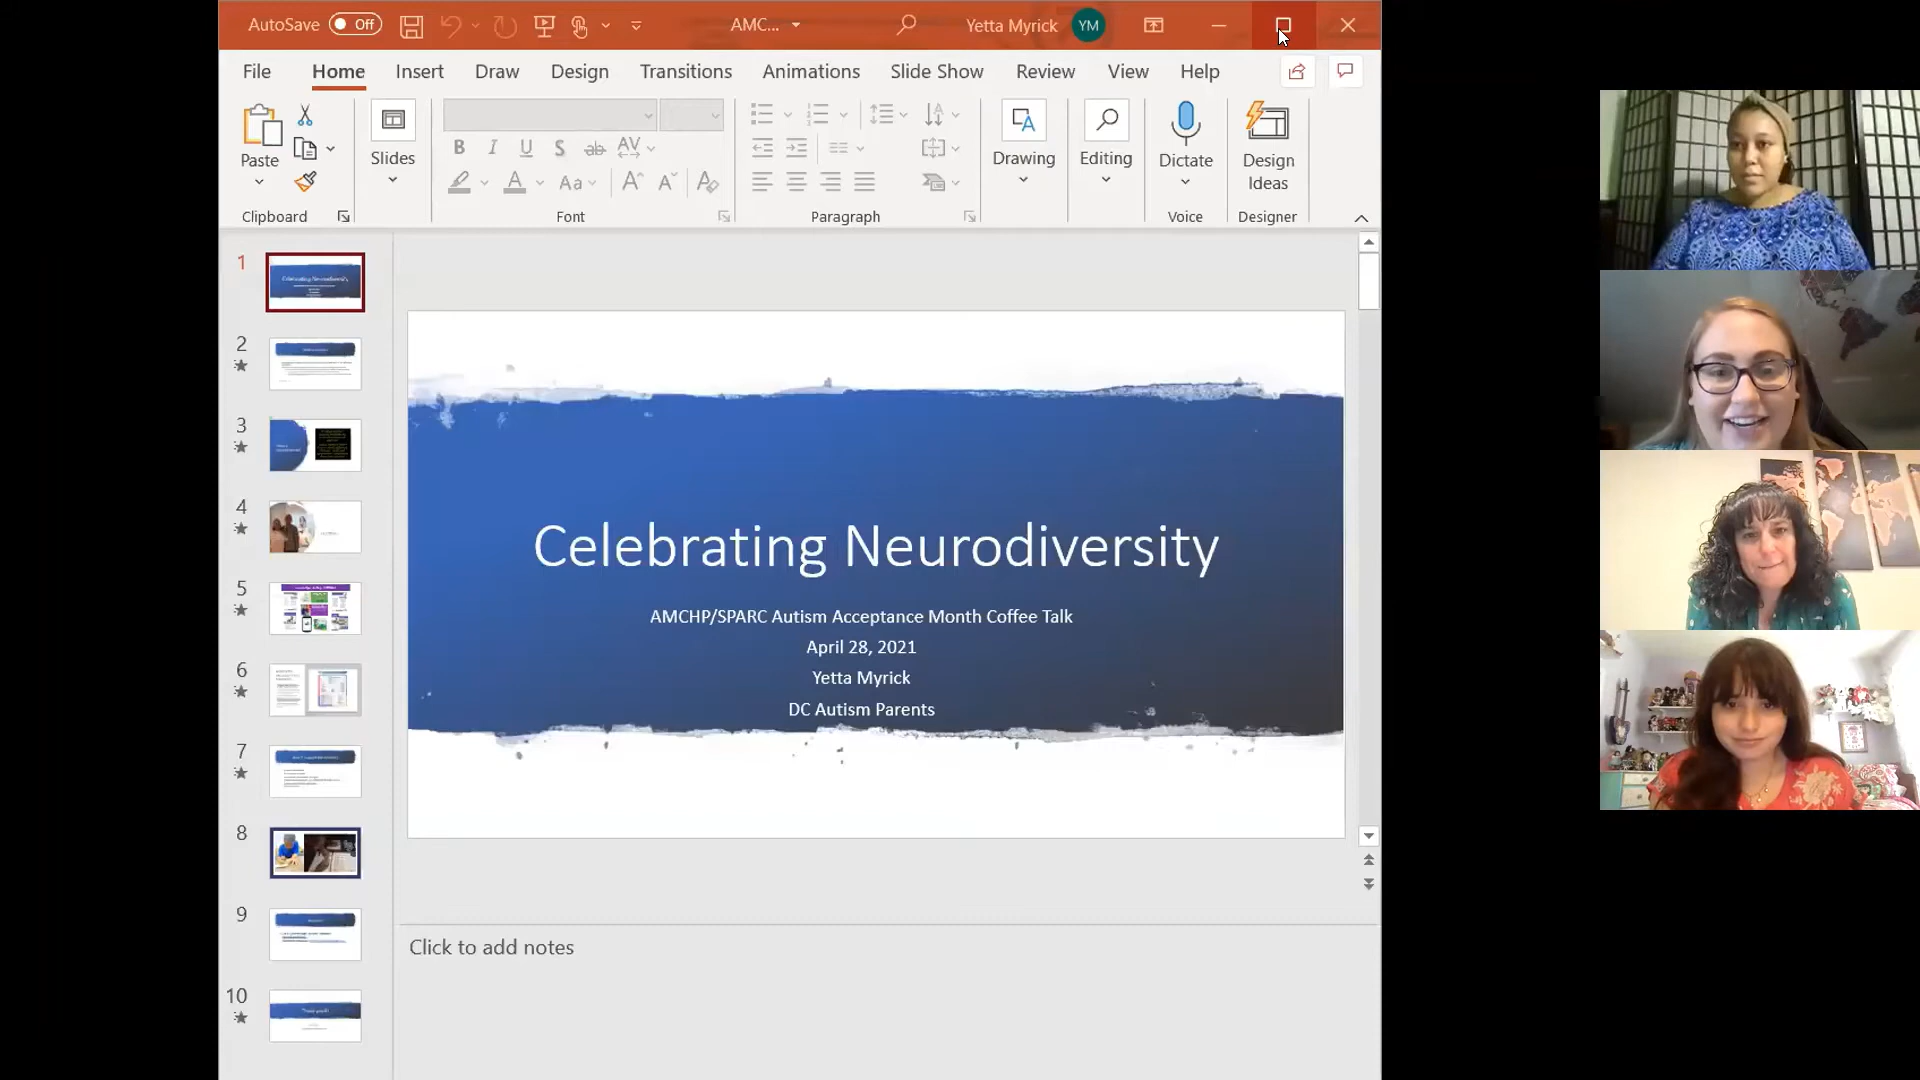 AutoSave Off AMC... Yetta Myrick YM
File Home Insert Draw Design Transitions Animations Slide Show Review View Help
Paste Slides Drawing Editing Dictate Design
Ideas
Clipboard Font Paragraph Voice Designer
1
2
3
4
5
6
7
8
9
10
Celebrating Neurodiversity
AMCHP/SPARC Autism Acceptance Month Coffee Talk
April 28, 2021
Yetta Myrick
DC Autism Parents
Click to add notes